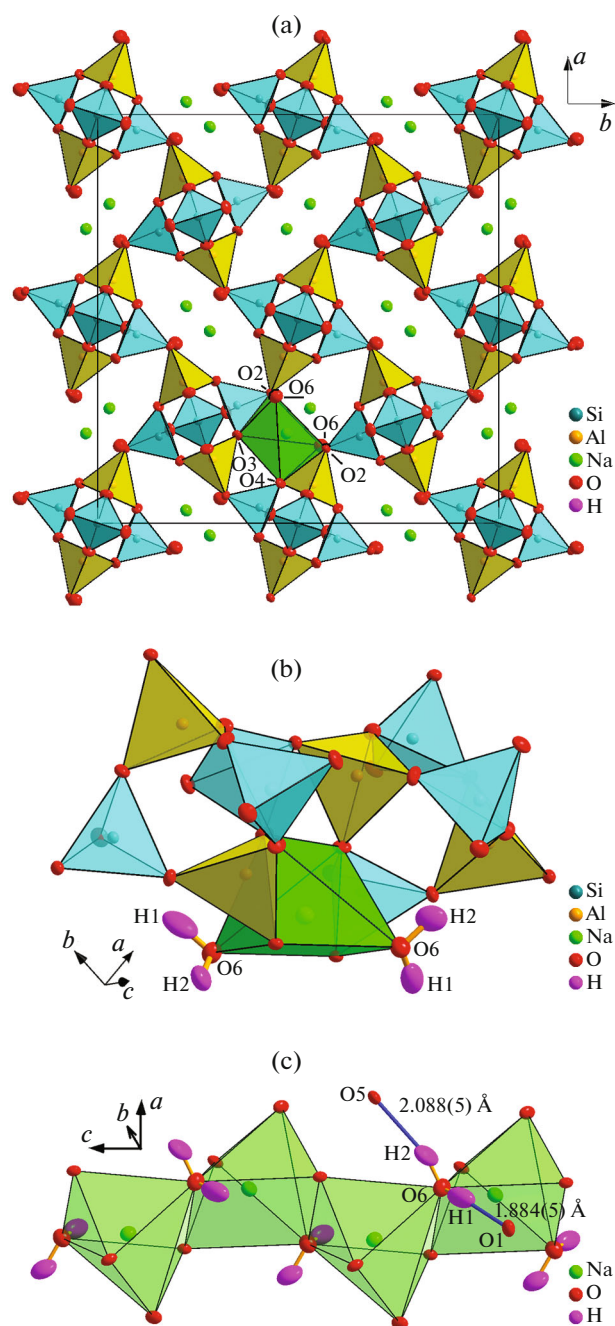 (a)
a
b
O2
O6
O6
O3
O4
O2
Si
Al
Na
O
H
(b)
H1
H2
O6
O6
H2
H1
b
a
c
Si
Al
Na
O
H
(c)
a
b
c
O5
2.088(5) Å
H2
O6
H1
1.884(5) Å
O1
Na
O
H